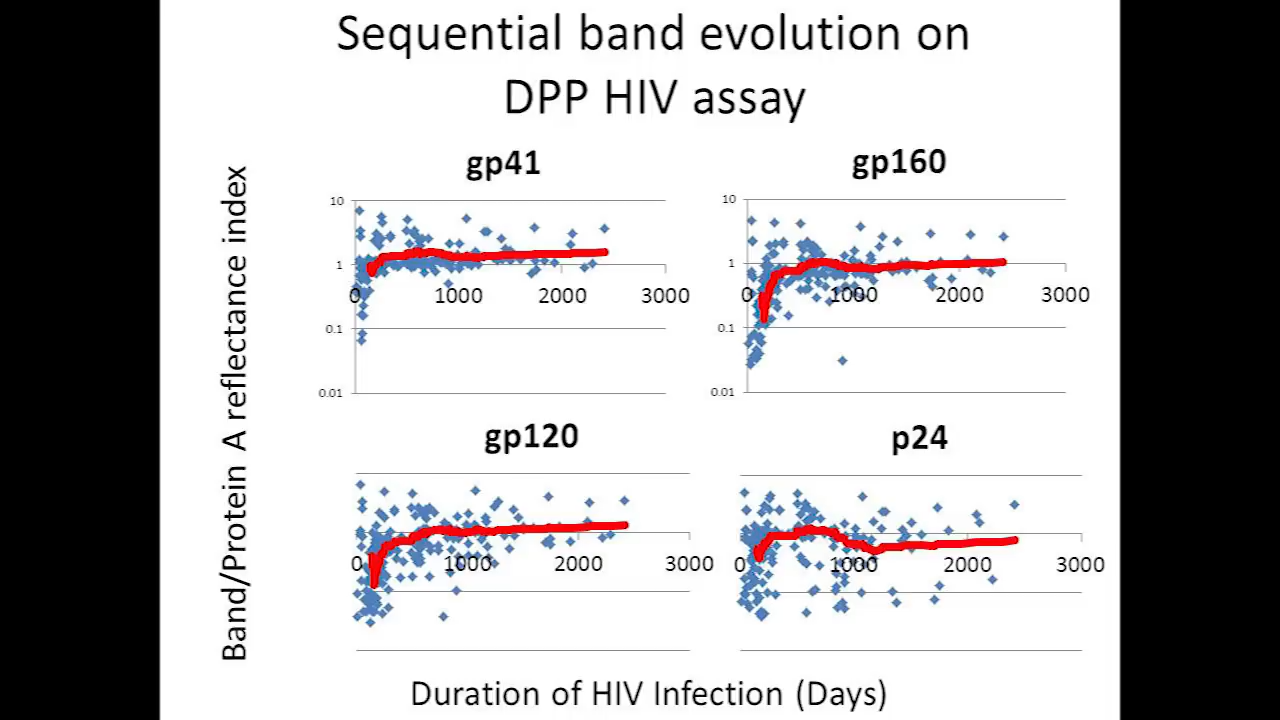 Sequential band evolution on
DPP HIV assay
Band/Protein A reflectance index
gp41
10
1
0.1
0.01
0 1000 2000 3000
gp160
10
1
0.1
0.01
0 1000 2000 3000
gp120
0 1000 2000 3000
p24
0 1000 2000 3000
Duration of HIV Infection (Days)